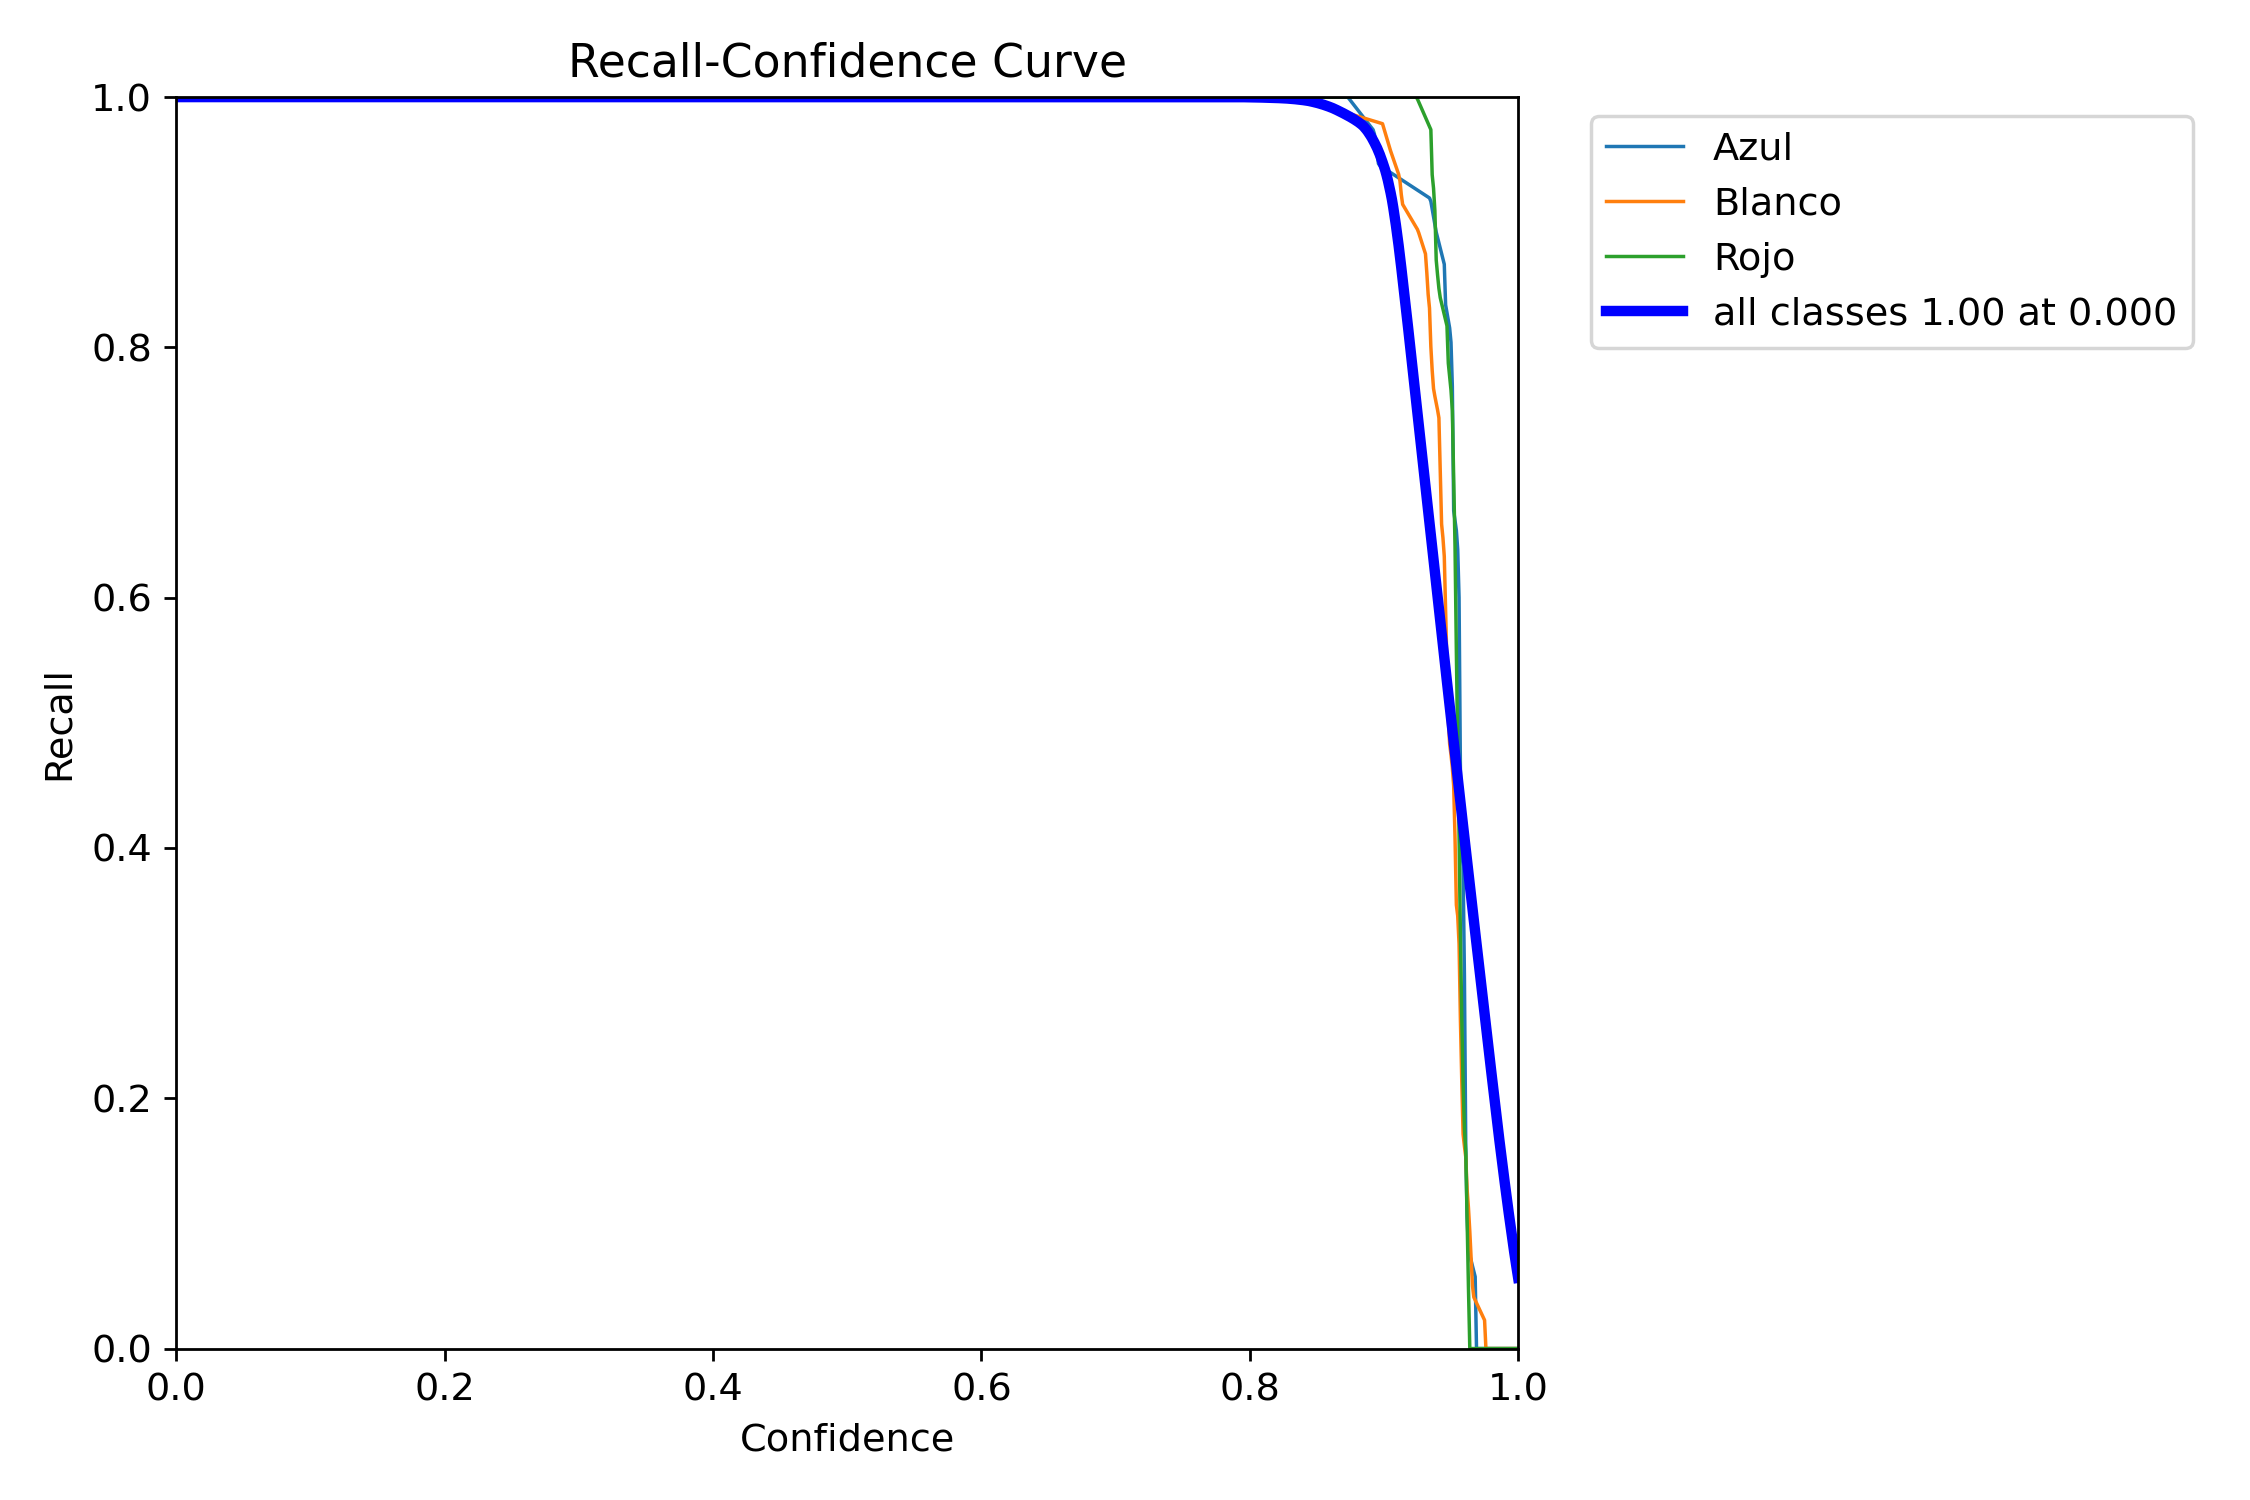 Recall-Confidence Curve
1.0
0.8
0.6
0.4
0.2
0.0
Recall
0.0 0.2 0.4 0.6 0.8 1.0
Confidence
Azul
Blanco
Rojo
all classes 1.00 at 0.000